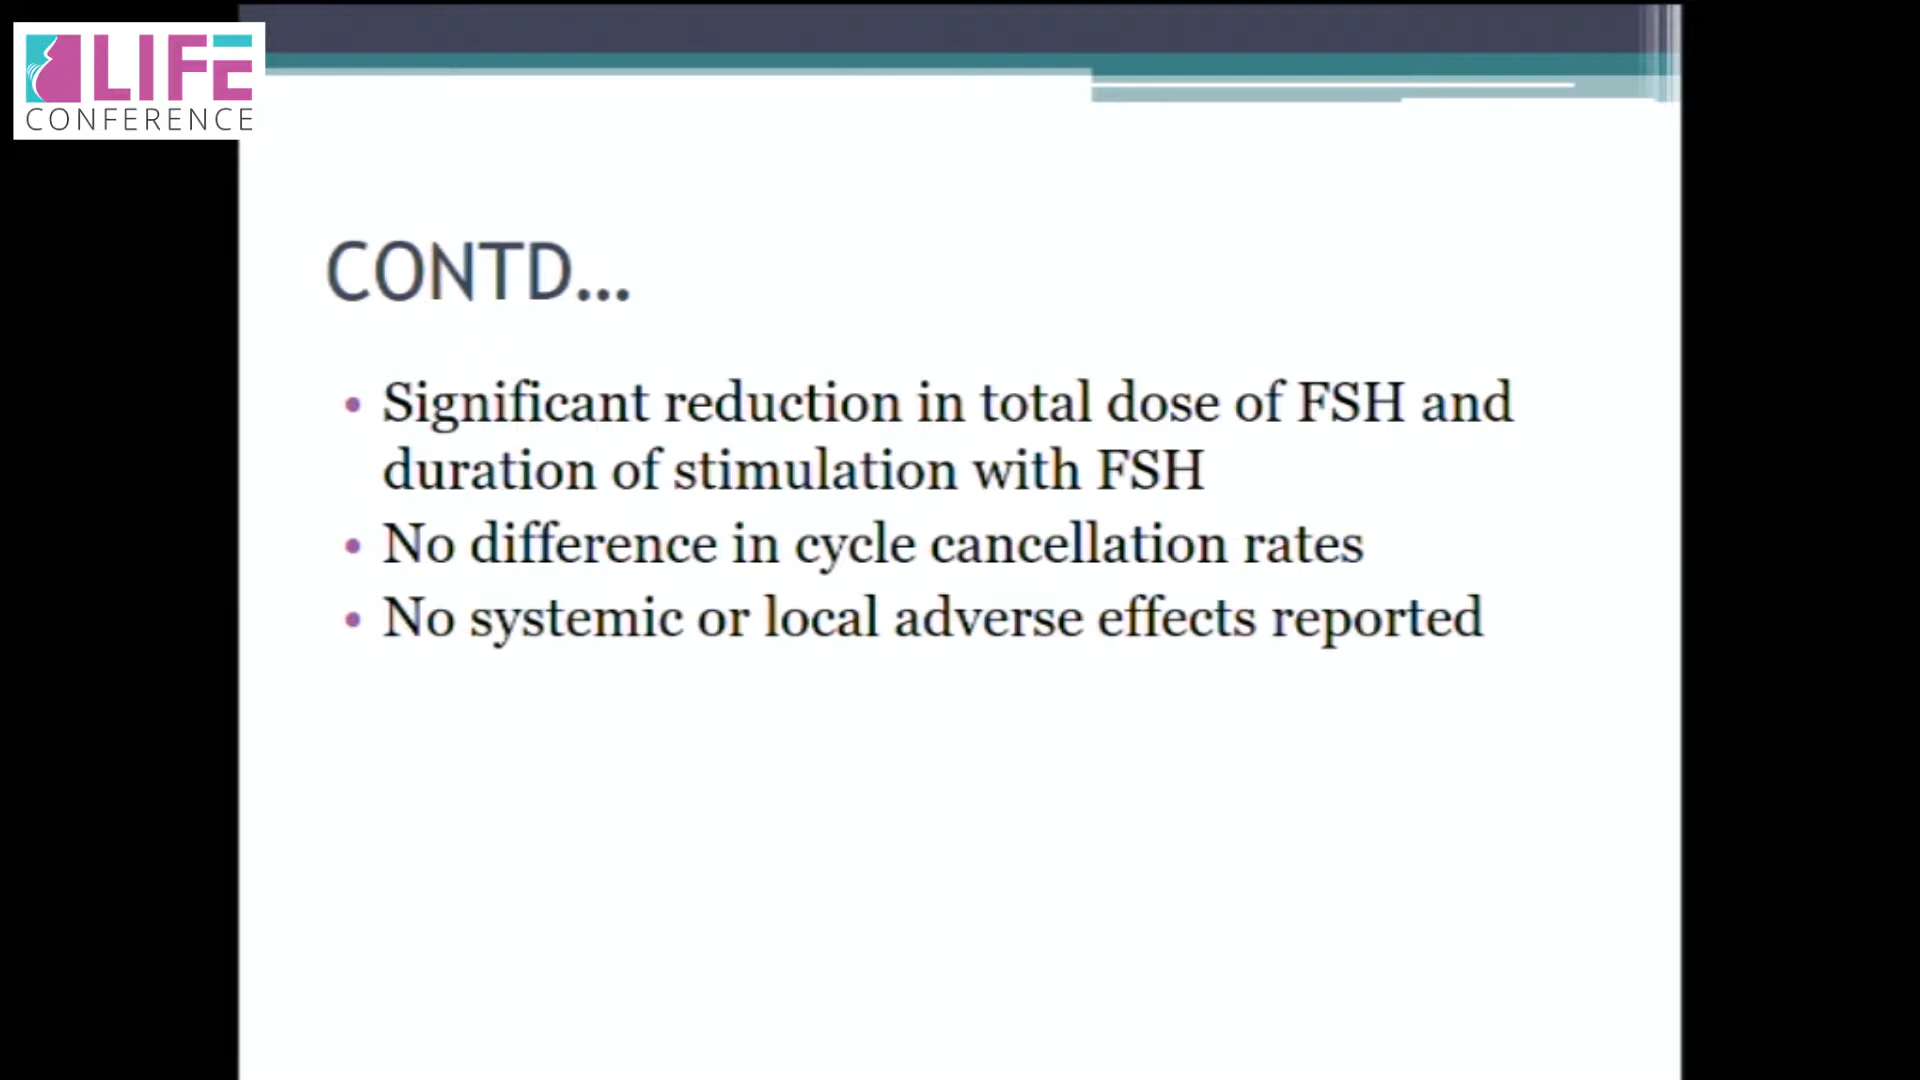 LIFE
CONFERENCE
CONTD...
• Significant reduction in total dose of FSH and
duration of stimulation with FSH
• No difference in cycle cancellation rates
• No systemic or local adverse effects reported